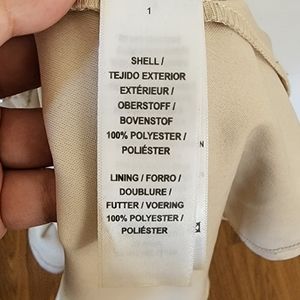 1
SHELL /
TEJIDO EXTERIOR
EXTÉRIEUR /
OBERSTOFF /
BOVENSTOF
100% POLYESTER /
POLIÉSTER
LINING / FORRO /
DOUBLURE /
FUTTER / VOERING
100% POLYESTER /
POLIÉSTER